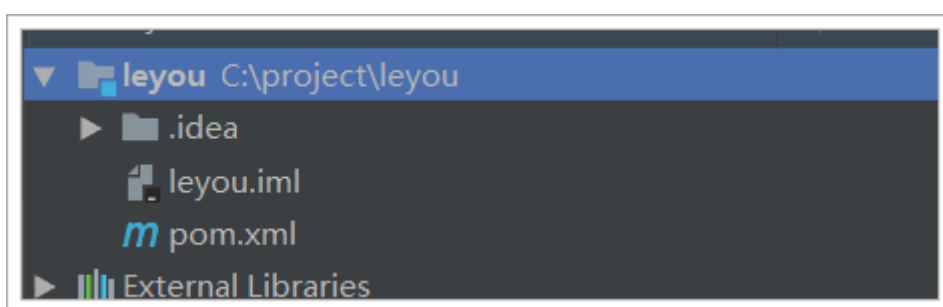 leyou C:\project\leyou
.idea
leyou.iml
m pom.xml
External Libraries